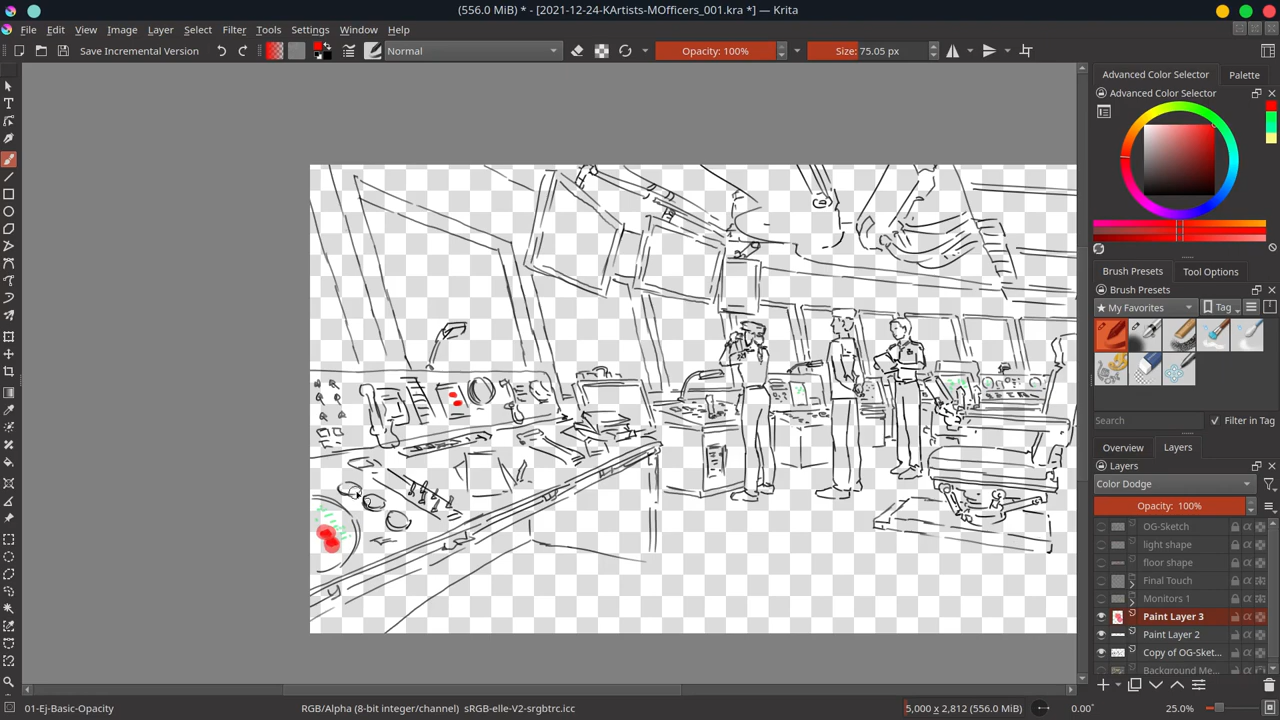 (556.0 MiB) * - [2021-12-24-KArtists-MOfficers_001.kra *] — Krita
File Edit View Image Layer Select Filter Tools Settings Window Help
Save Incremental Version Normal Opacity: 100% Size: 75.05 px
Advanced Color Selector Palette
Advanced Color Selector
Brush Presets Tool Options
Brush Presets
My Favorites Tag
Search Filter in Tag
Overview Layers
Layers
Color Dodge
Opacity: 100%
OG-Sketch
light shape
floor shape
Final Touch
Monitors 1
Paint Layer 3
Paint Layer 2
Copy of OG-Sket...
Background Me...
01-Ej-Basic-Opacity RGB/Alpha (8-bit integer/channel) sRGB-elle-V2-srgbtrc.icc 5,000 x 2,812 (556.0 MiB) 0.00° 25.0%